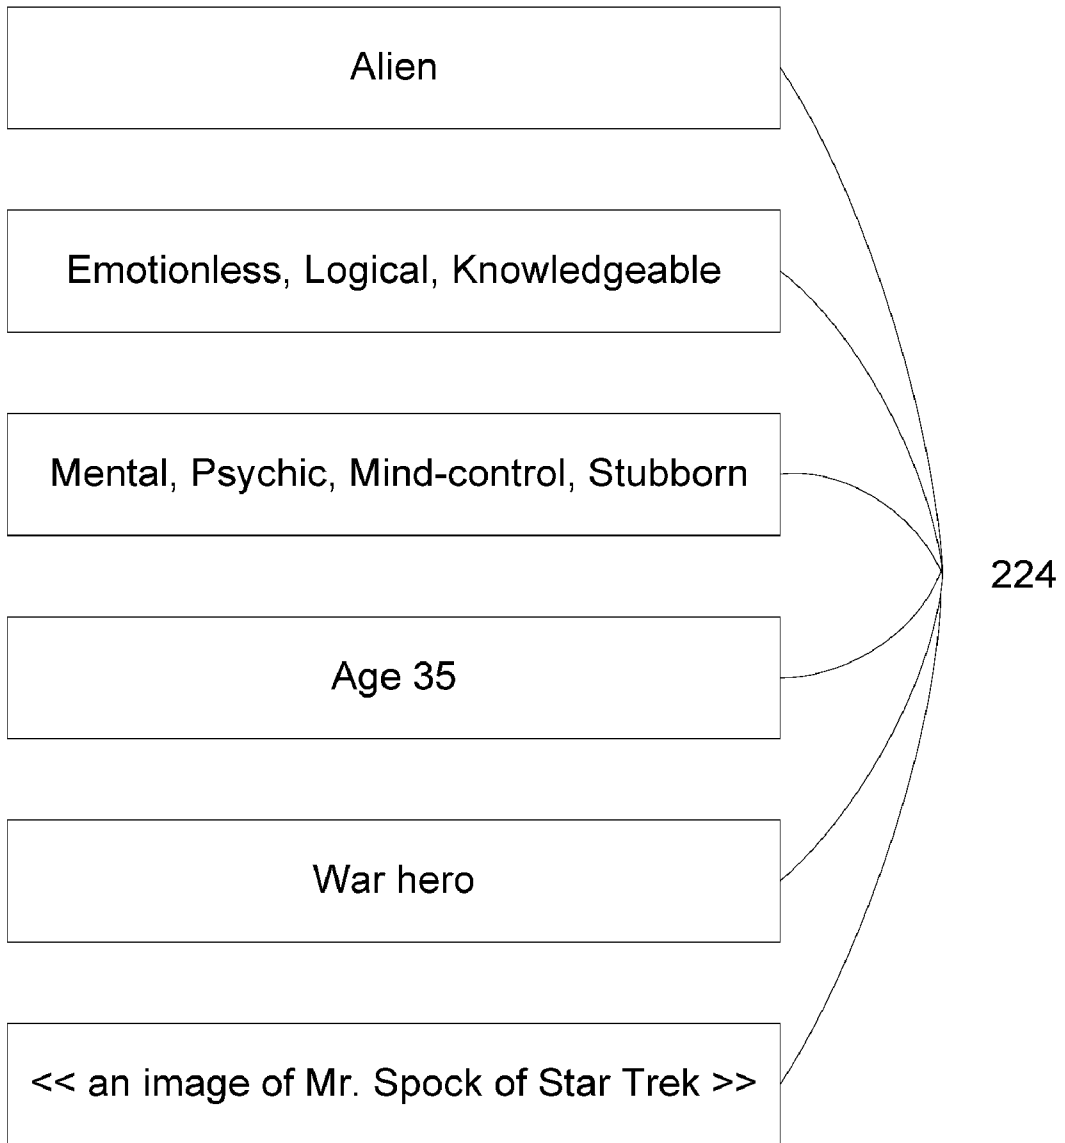 Alien
Emotionless, Logical, Knowledgeable
Mental, Psychic, Mind-control, Stubborn
224
Age 35
War hero
<< an image of Mr. Spock of Star Trek >>